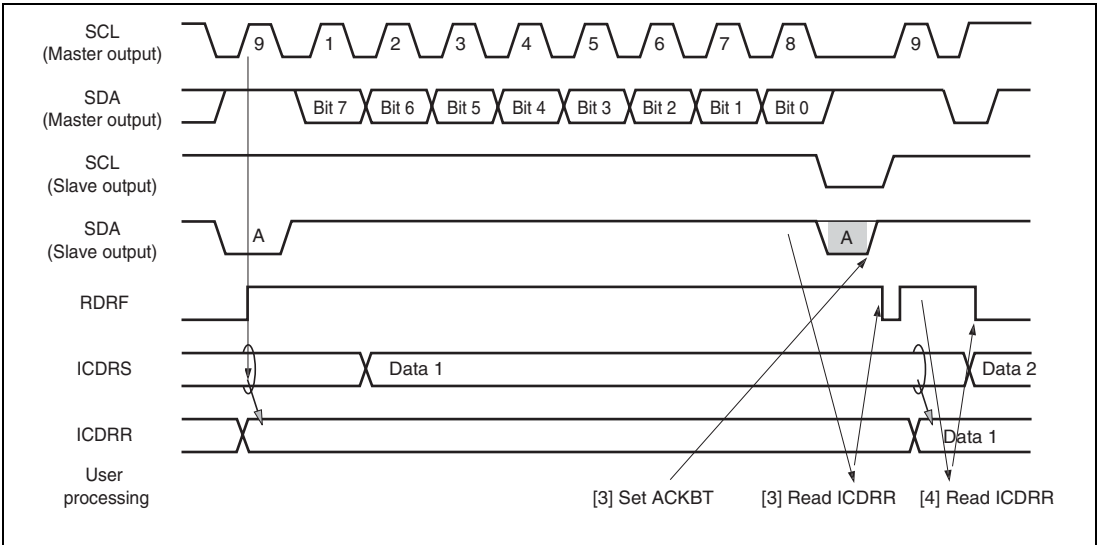 SCL
(Master output)
9 1 2 3 4 5 6 7 8 9
SDA
(Master output)
Bit 7 Bit 6 Bit 5 Bit 4 Bit 3 Bit 2 Bit 1 Bit 0
SCL
(Slave output)
SDA
(Slave output)
A A
RDRF
ICDRS
Data 1 Data 2
ICDRR
Data 1
User
processing
[3] Set ACKBT [3] Read ICDRR [4] Read ICDRR